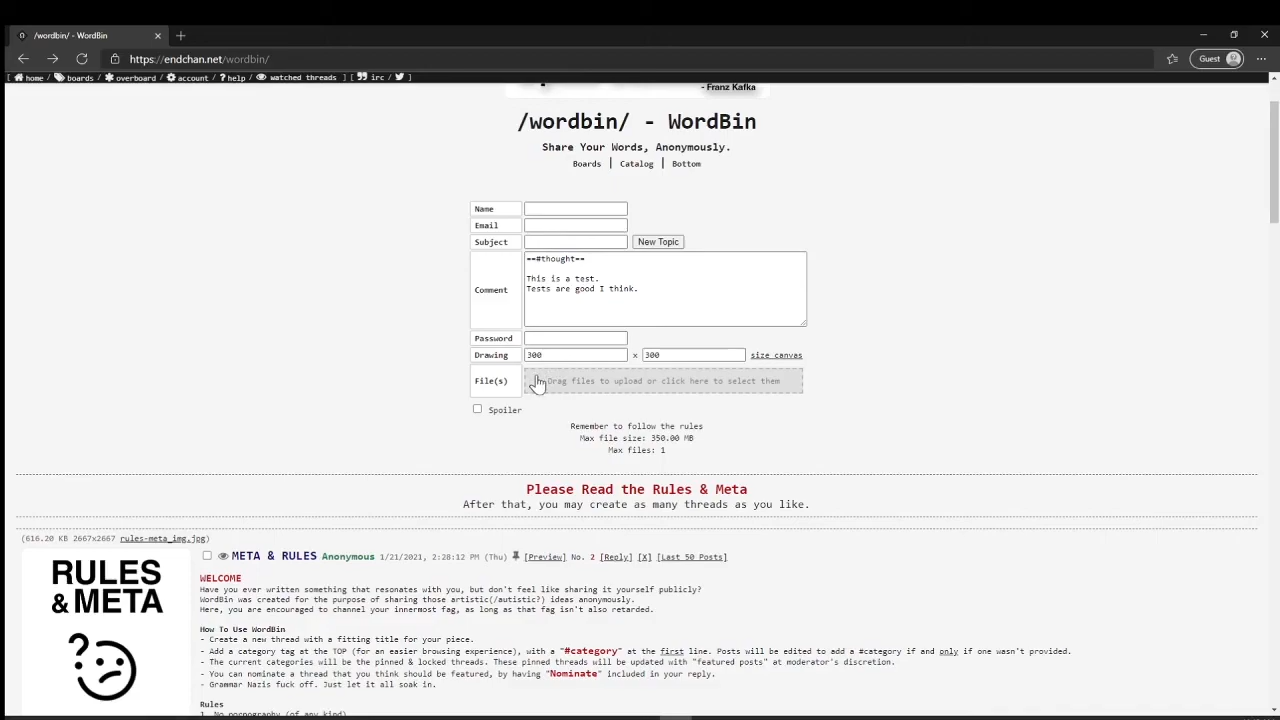 /wordbin/ - WordBin
https://endchan.net/wordbin/
Guest
[ home / boards overboard account ? help / watched threads ] [ irc / ]
- Franz Kafka
/wordbin/ - WordBin
Share Your Words, Anonymously.
Boards | Catalog | Bottom
Name
Email
Subject New Topic
Comment
==#thought==
This is a test.
Tests are good I think.
Password
Drawing 300 x 300 size canvas
File(s) Drag files to upload or click here to select them
Spoiler
Remember to follow the rules
Max file size: 350.00 MB
Max files: 1
Please Read the Rules & Meta
After that, you may create as many threads as you like.
(616.20 KB 2667x2667 rules-meta_img.jpg)
RULES
& META
META & RULES Anonymous 1/21/2021, 2:28:12 PM (Thu) [Preview] No. 2 [Reply] [X] [Last 50 Posts]
WELCOME
Have you ever written something that resonates with you, but don't feel like sharing it yourself publicly?
WordBin was created for the purpose of sharing those artistic(/autistic?) ideas anonymously.
Here, you are encouraged to channel your innermost fag, as long as that fag isn't also retarded.
How To Use WordBin
- Create a new thread with a fitting title for your piece.
- Add a category tag at the TOP (for an easier browsing experience), with a "#category" at the first line. Posts will be edited to add a #category if and only if one wasn't provided.
- The current categories will be the pinned & locked threads. These pinned threads will be updated with "featured posts" at moderator's discretion.
- You can nominate a thread that you think should be featured, by having "Nominate" included in your reply.
- Grammar Nazis fuck off. Just let it all soak in.
Rules
1. No pornography (of any kind)